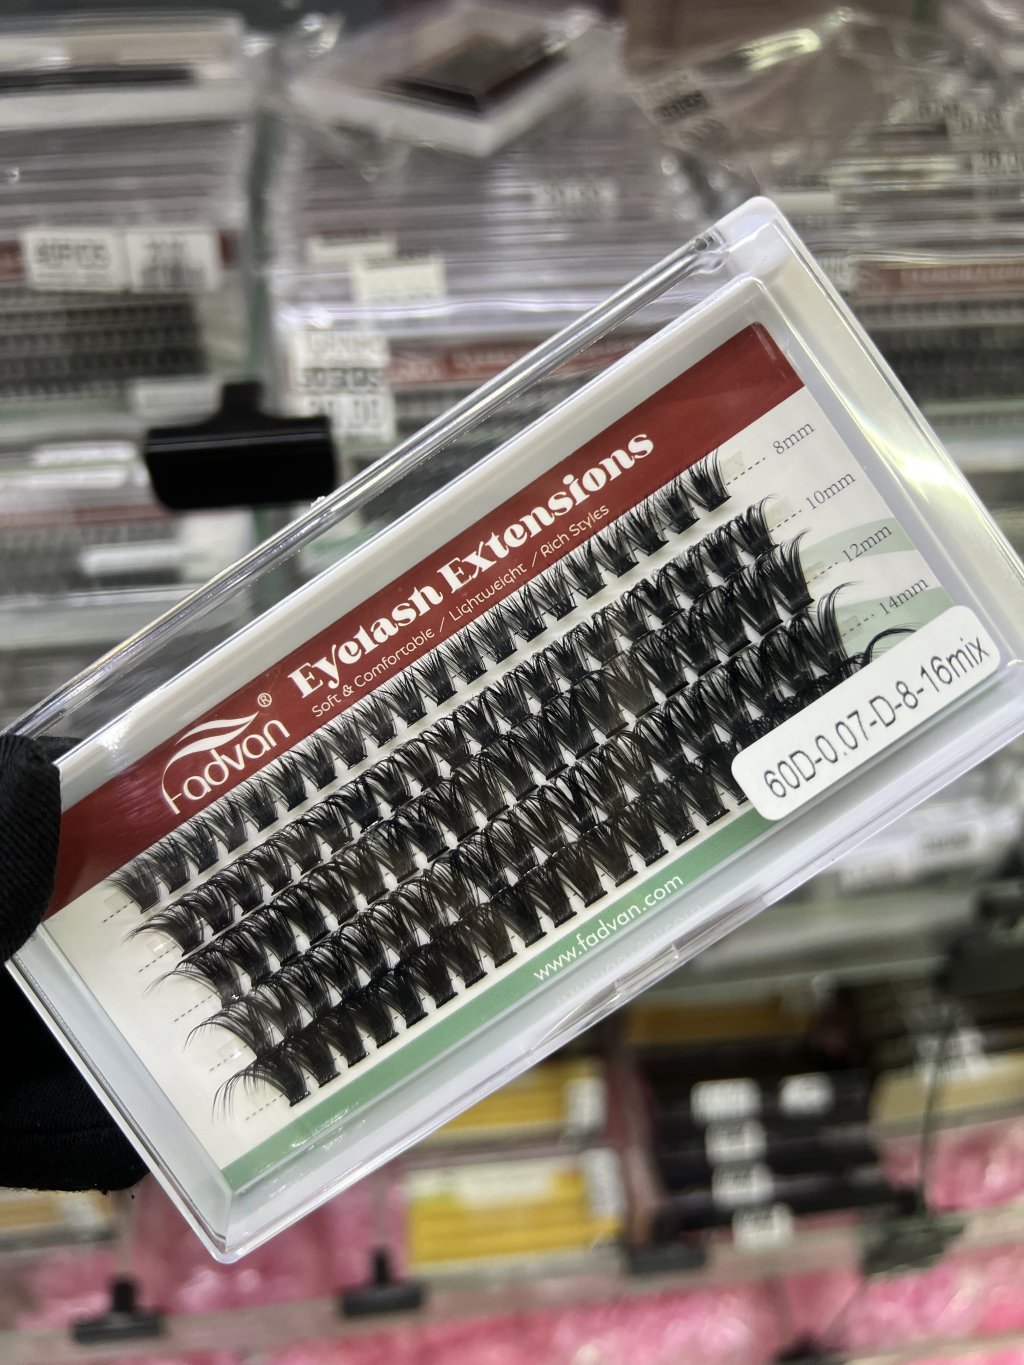 Fadvan®
Eyelash Extensions
Soft & Comfortable / Lightweight / Rich Styles
8mm
10mm
12mm
14mm
60D-0.07-D-8-16mix
www.fadvan.com
60PCS